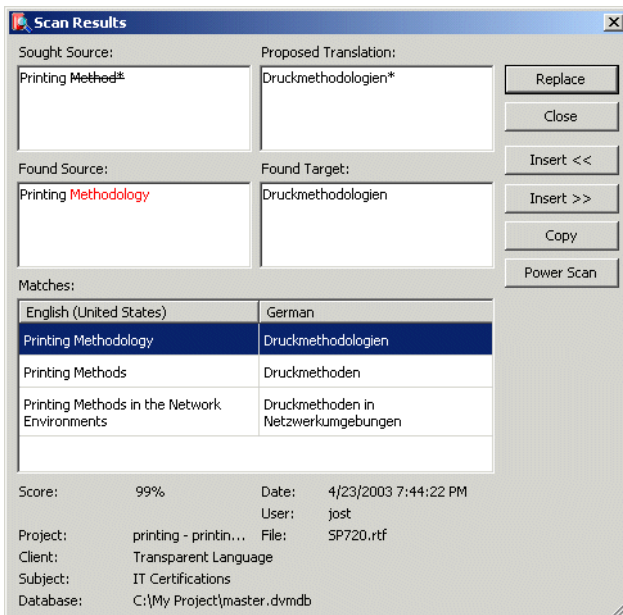 Scan Results
Sought Source:
Proposed Translation:
Printing Method*
Druckmethodologien*
Replace
Close
Found Source:
Found Target:
Insert <<
Printing Methodology
Druckmethodologien
Insert >>
Copy
Power Scan
Matches:
English (United States) German
Printing Methodology Druckmethodologien
Printing Methods Druckmethoden
Printing Methods in the Network
Environments
Druckmethoden in
Netzwerkumgebungen
Score: 99% Date: 4/23/2003 7:44:22 PM
User: jost
Project: printing - printin... File: SP720.rtf
Client: Transparent Language
Subject: IT Certifications
Database: C:\My Project\master.dvmdb